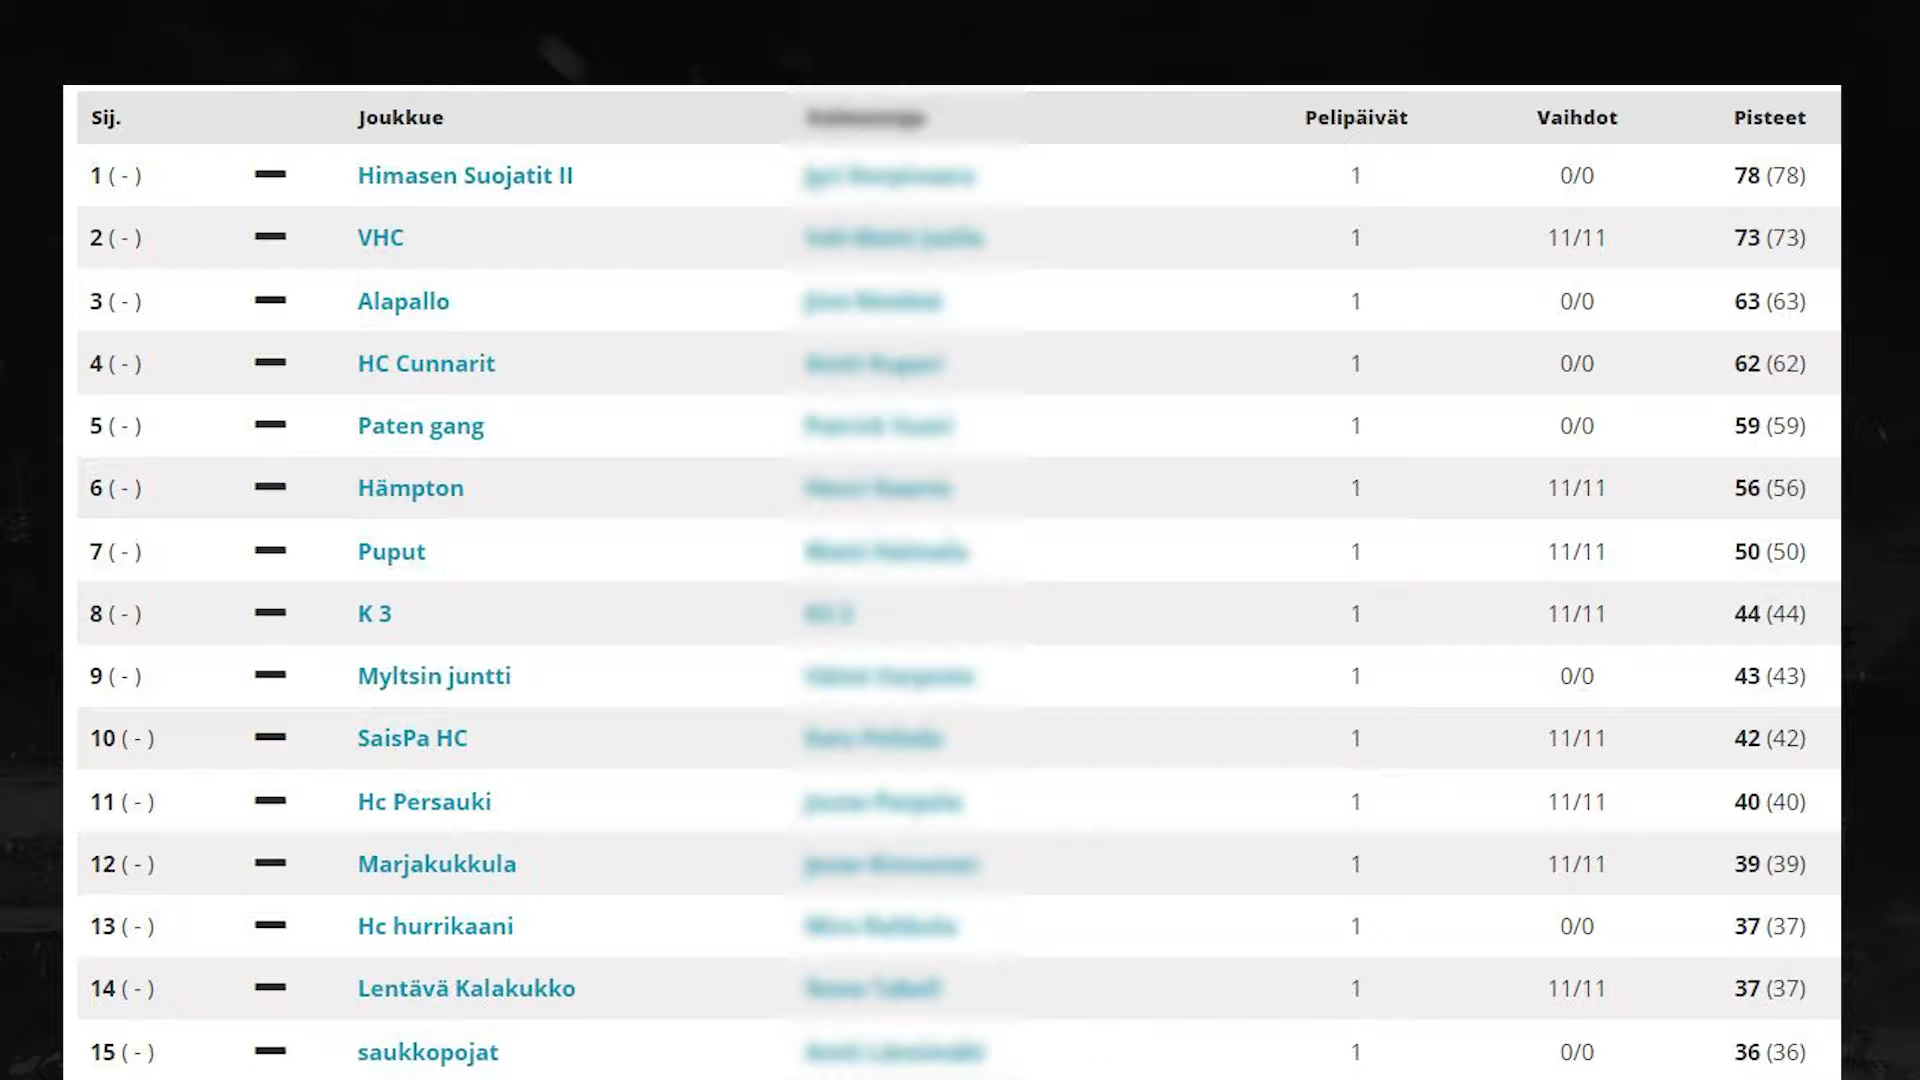 Sij. Joukkue Pelipäivät Vaihdot Pisteet
1 ( - ) Himasen Suojatit II 1 0/0 78 (78)
2 ( - ) VHC 1 11/11 73 (73)
3 ( - ) Alapallo 1 0/0 63 (63)
4 ( - ) HC Cunnarit 1 0/0 62 (62)
5 ( - ) Paten gang 1 0/0 59 (59)
6 ( - ) Hämpton 1 11/11 56 (56)
7 ( - ) Puput 1 11/11 50 (50)
8 ( - ) K 3 1 11/11 44 (44)
9 ( - ) Myltsin juntti 1 0/0 43 (43)
10 ( - ) SaisPa HC 1 11/11 42 (42)
11 ( - ) Hc Persauki 1 11/11 40 (40)
12 ( - ) Marjakukkula 1 11/11 39 (39)
13 ( - ) Hc hurrikaani 1 0/0 37 (37)
14 ( - ) Lentävä Kalakukko 1 11/11 37 (37)
15 ( - ) saukkopojat 1 0/0 36 (36)